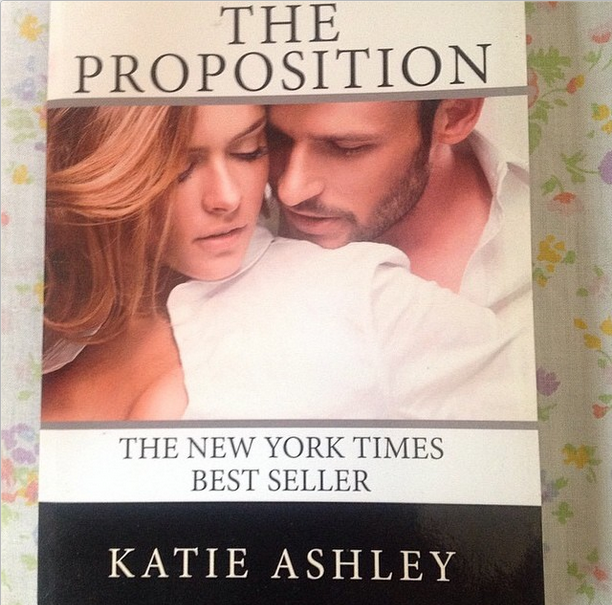 THE
PROPOSITION
THE NEW YORK TIMES
BEST SELLER
KATIE ASHLEY